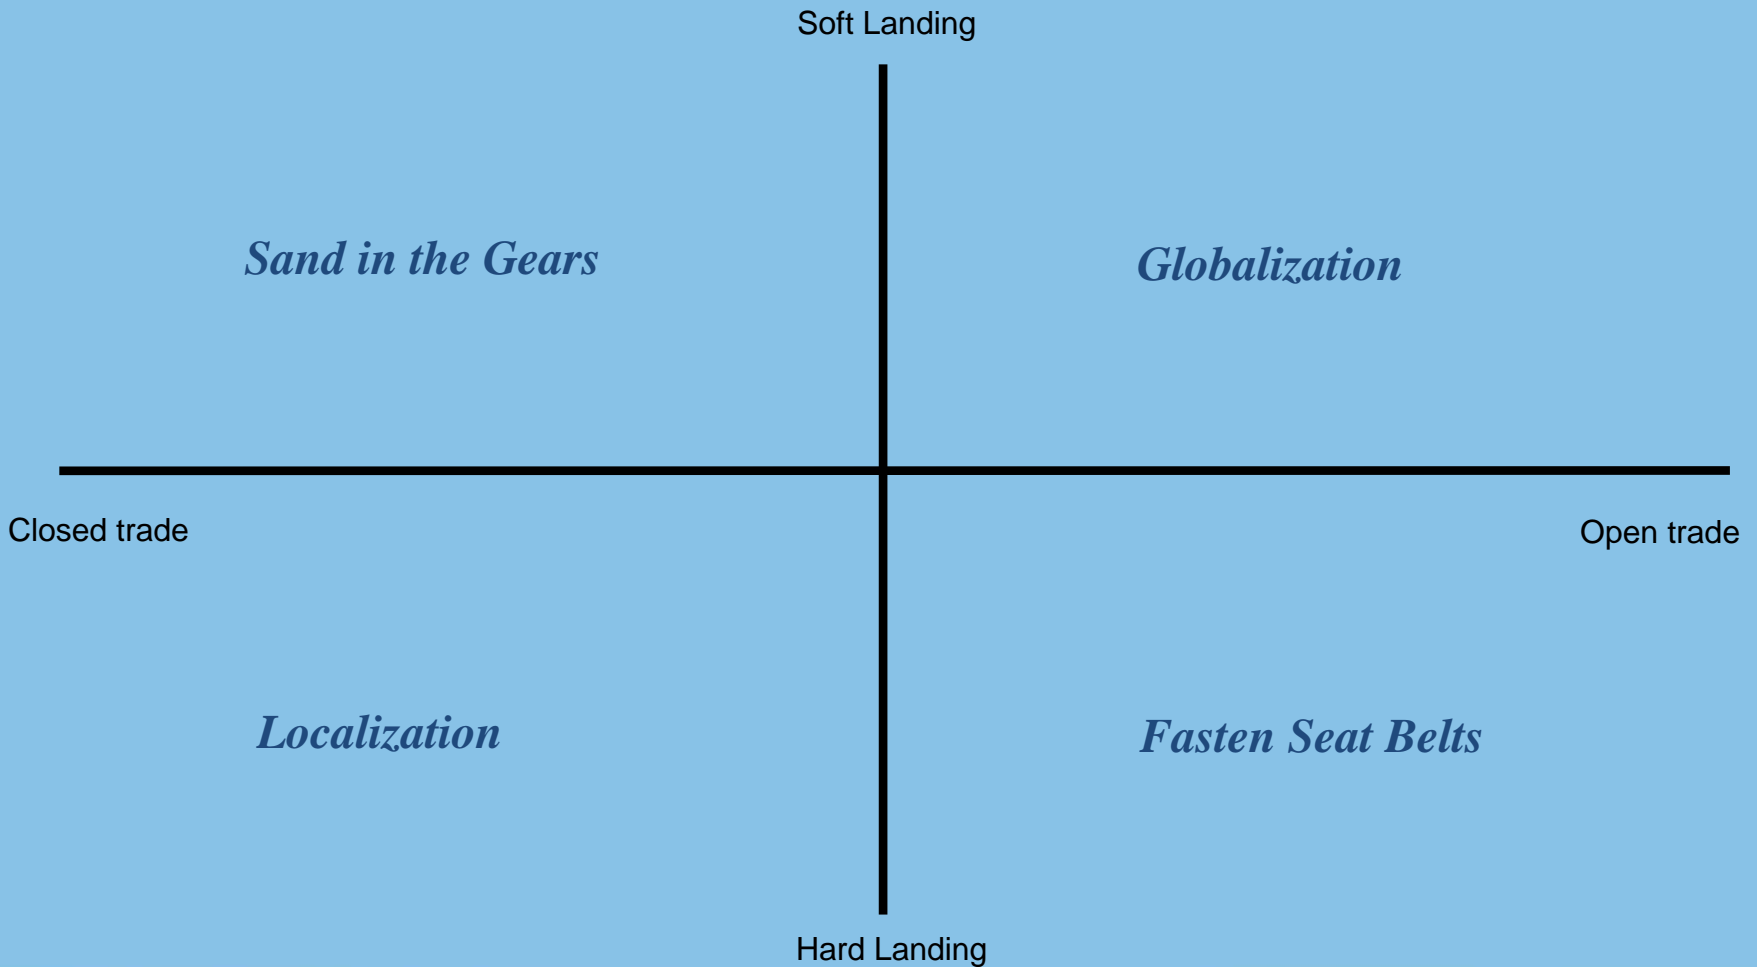 Soft Landing
Sand in the Gears
Globalization
Closed trade
Open trade
Localization
Fasten Seat Belts
Hard Landing